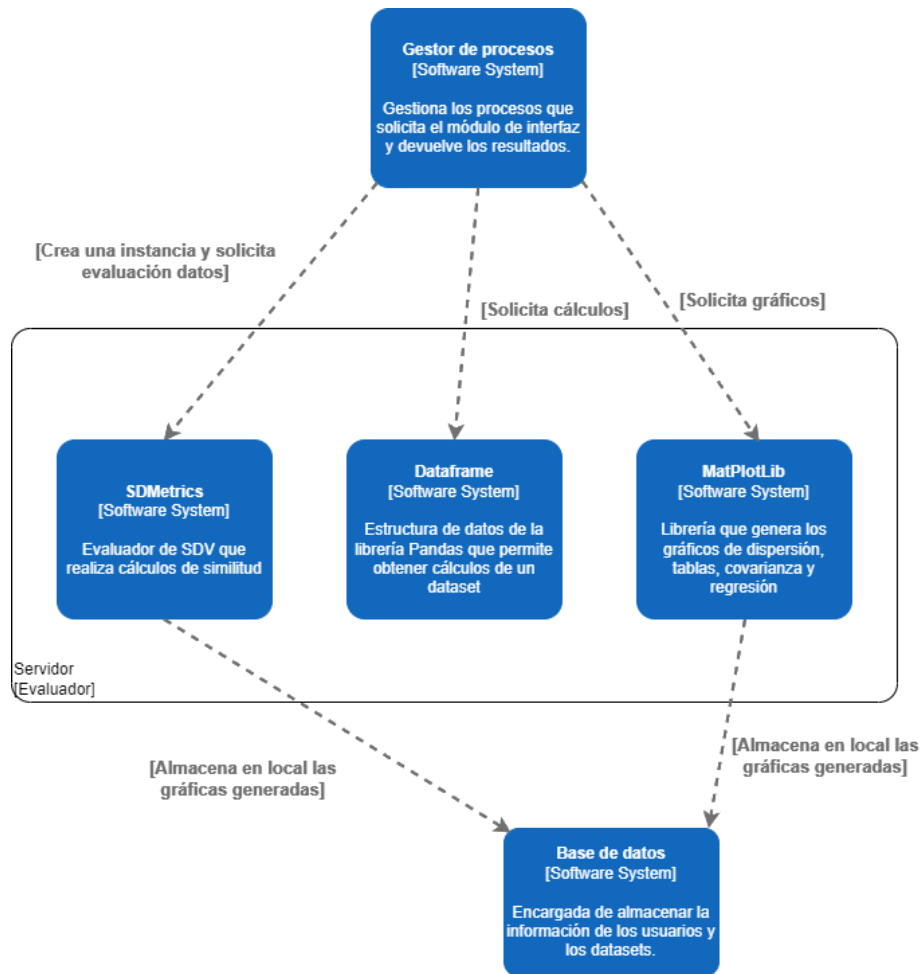 Gestor de procesos
[Software System]
Gestiona los procesos que
solicita el módulo de interfaz
y devuelve los resultados.
[Crea una instancia y solicita
evaluación datos]
[Solicita cálculos]
[Solicita gráficos]
SDMetrics
[Software System]
Evaluador de SDV que
realiza cálculos de similitud
Dataframe
[Software System]
Estructura de datos de la
librería Pandas que permite
obtener cálculos de un
dataset
MatPlotLib
[Software System]
Librería que genera los
gráficos de dispersión,
tablas, covarianza y
regresión
Servidor
[Evaluador]
[Almacena en local las
gráficas generadas]
[Almacena en local las
gráficas generadas]
Base de datos
[Software System]
Encargada de almacenar la
información de los usuarios y
los datasets.